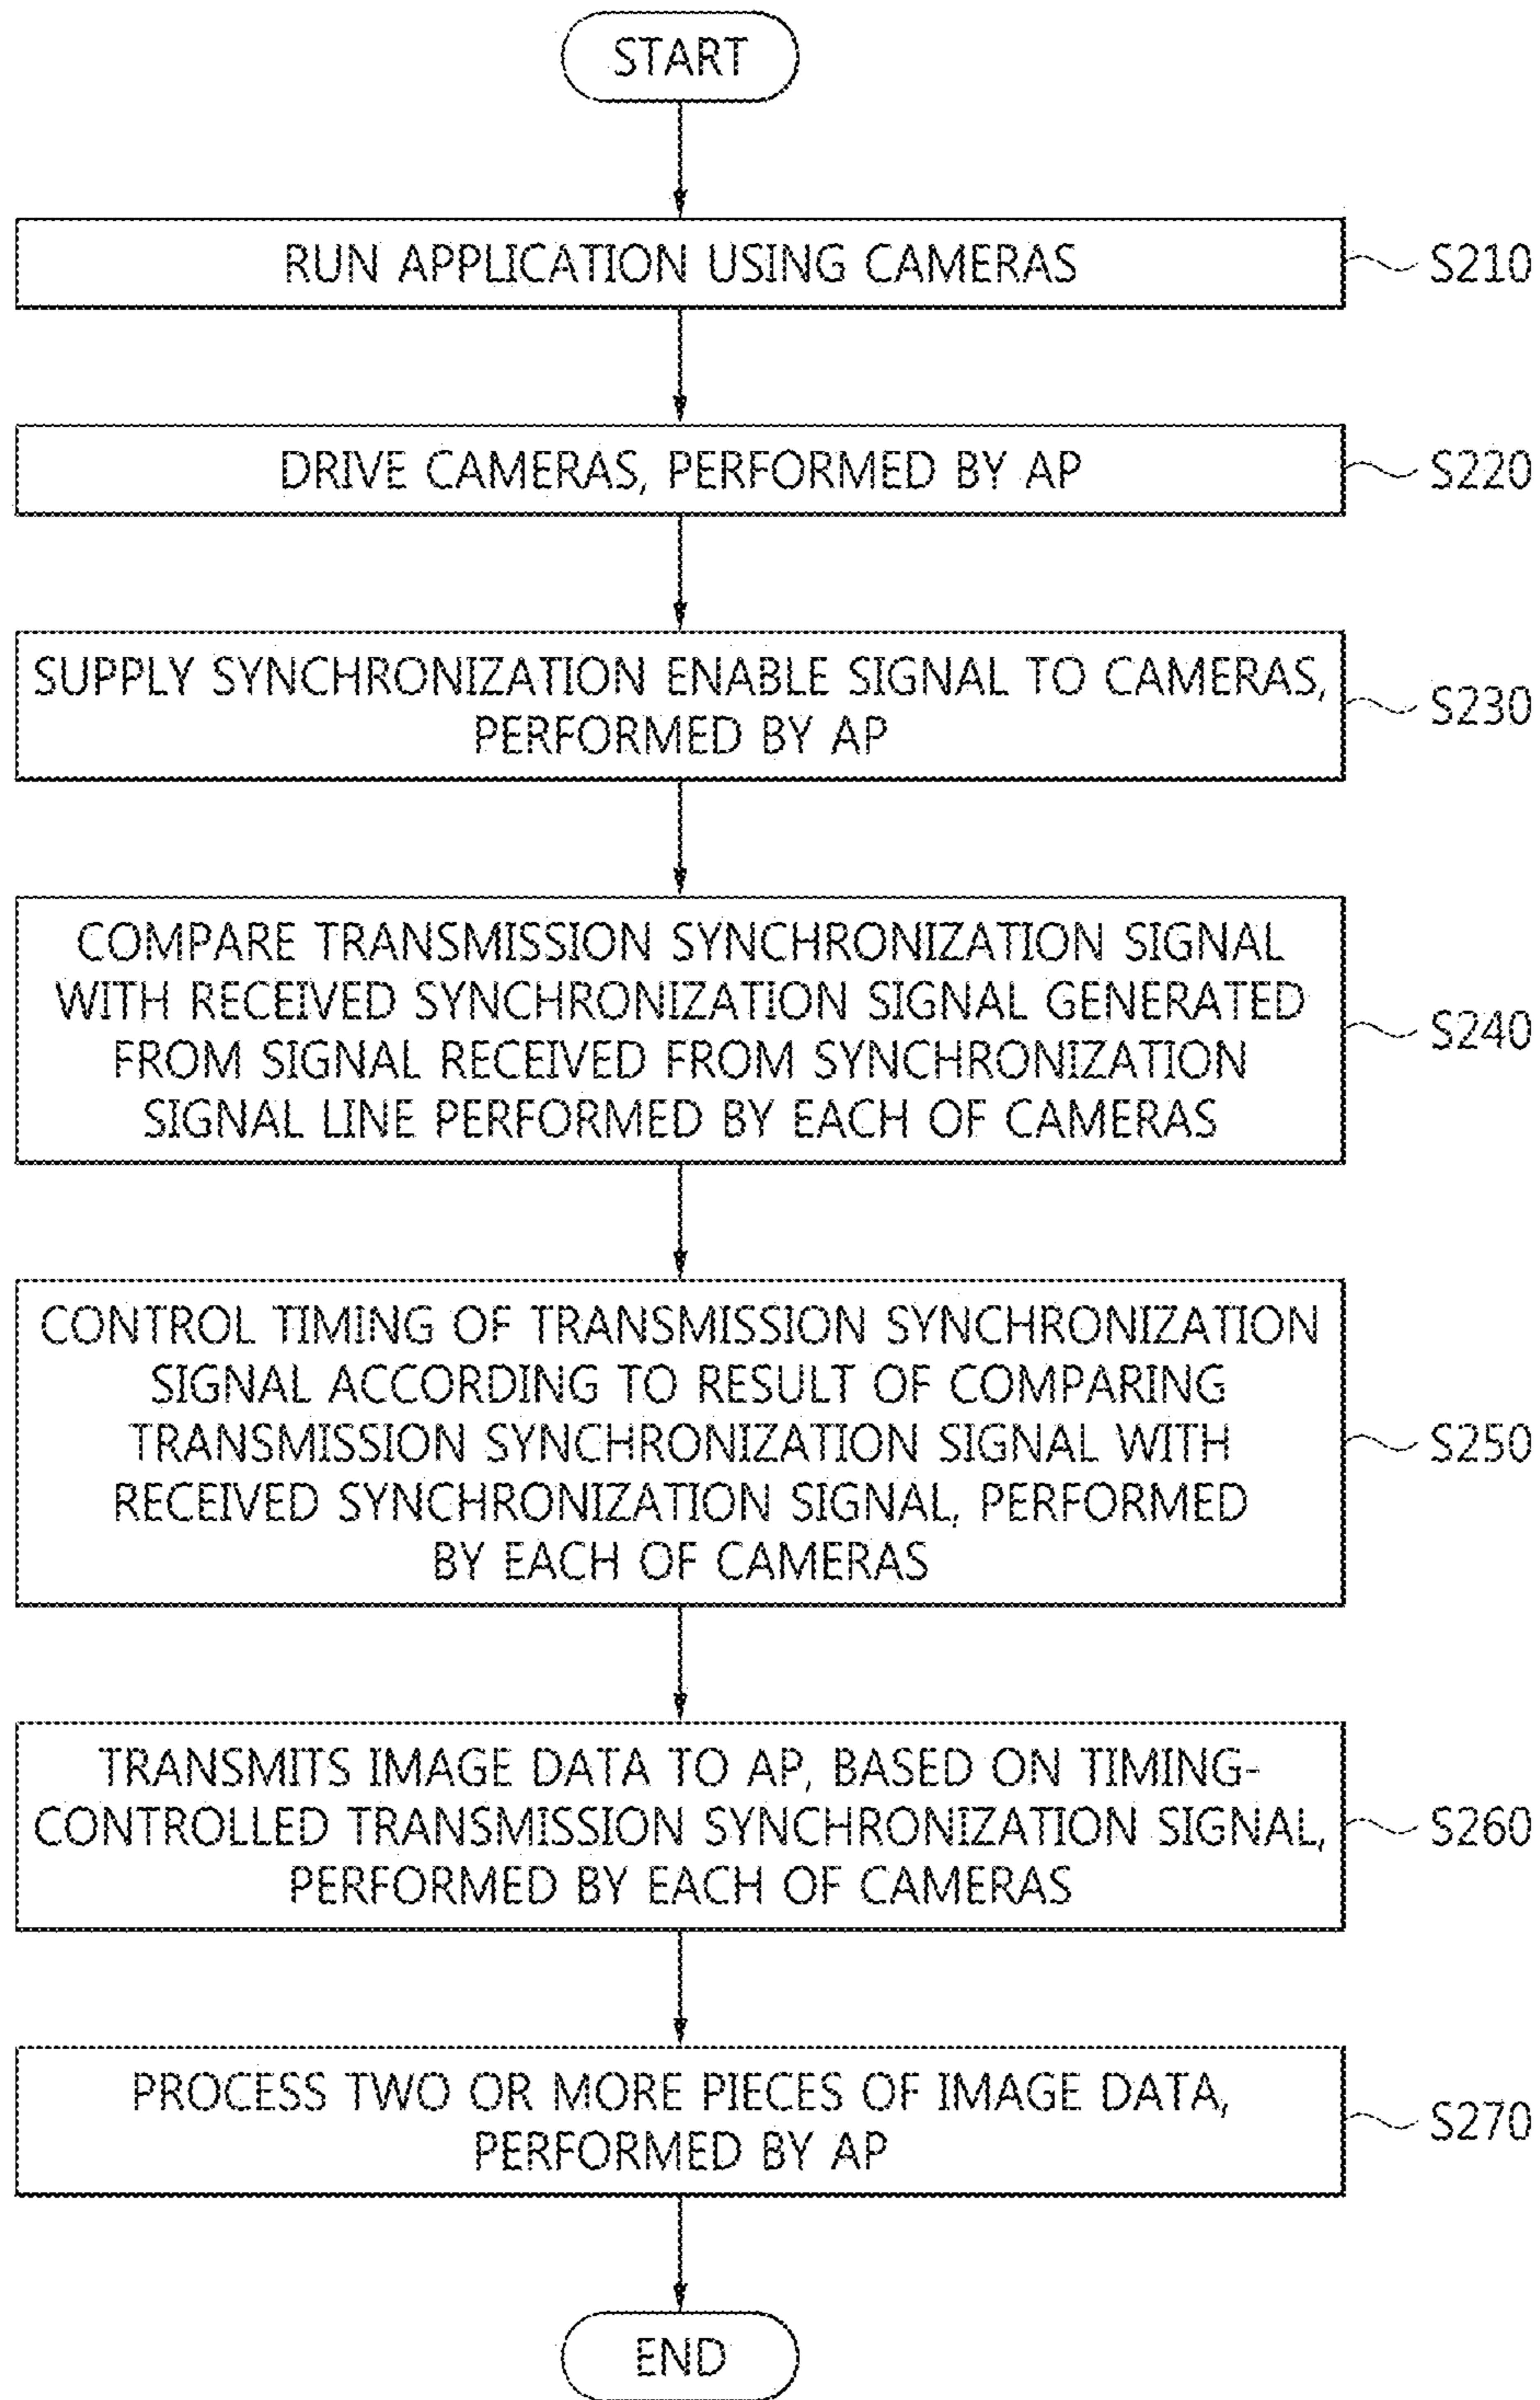 START
RUN APPLICATION USING CAMERAS
S210
DRIVE CAMERAS, PERFORMED BY AP
S220
SUPPLY SYNCHRONIZATION ENABLE SIGNAL TO CAMERAS,
PERFORMED BY AP
S230
COMPARE TRANSMISSION SYNCHRONIZATION SIGNAL
WITH RECEIVED SYNCHRONIZATION SIGNAL GENERATED
FROM SIGNAL RECEIVED FROM SYNCHRONIZATION
SIGNAL LINE PERFORMED BY EACH OF CAMERAS
S240
CONTROL TIMING OF TRANSMISSION SYNCHRONIZATION
SIGNAL ACCORDING TO RESULT OF COMPARING
TRANSMISSION SYNCHRONIZATION SIGNAL WITH
RECEIVED SYNCHRONIZATION SIGNAL, PERFORMED
BY EACH OF CAMERAS
S250
TRANSMITS IMAGE DATA TO AP, BASED ON TIMING-
CONTROLLED TRANSMISSION SYNCHRONIZATION SIGNAL,
PERFORMED BY EACH OF CAMERAS
S260
PROCESS TWO OR MORE PIECES OF IMAGE DATA,
PERFORMED BY AP
S270
END